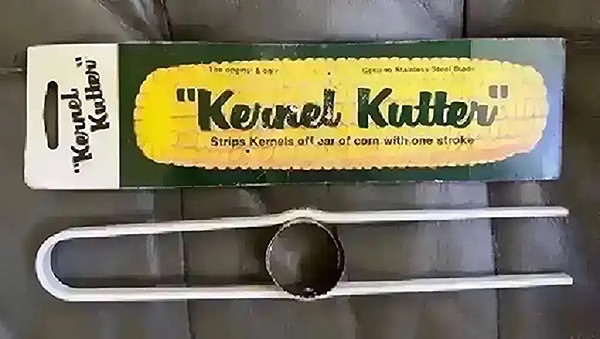 "Kernel
Kutter"
The original & only
Genuine Stainless Steel Blade
"Kernel Kutter"
Strips Kernels off ear of corn with one stroke